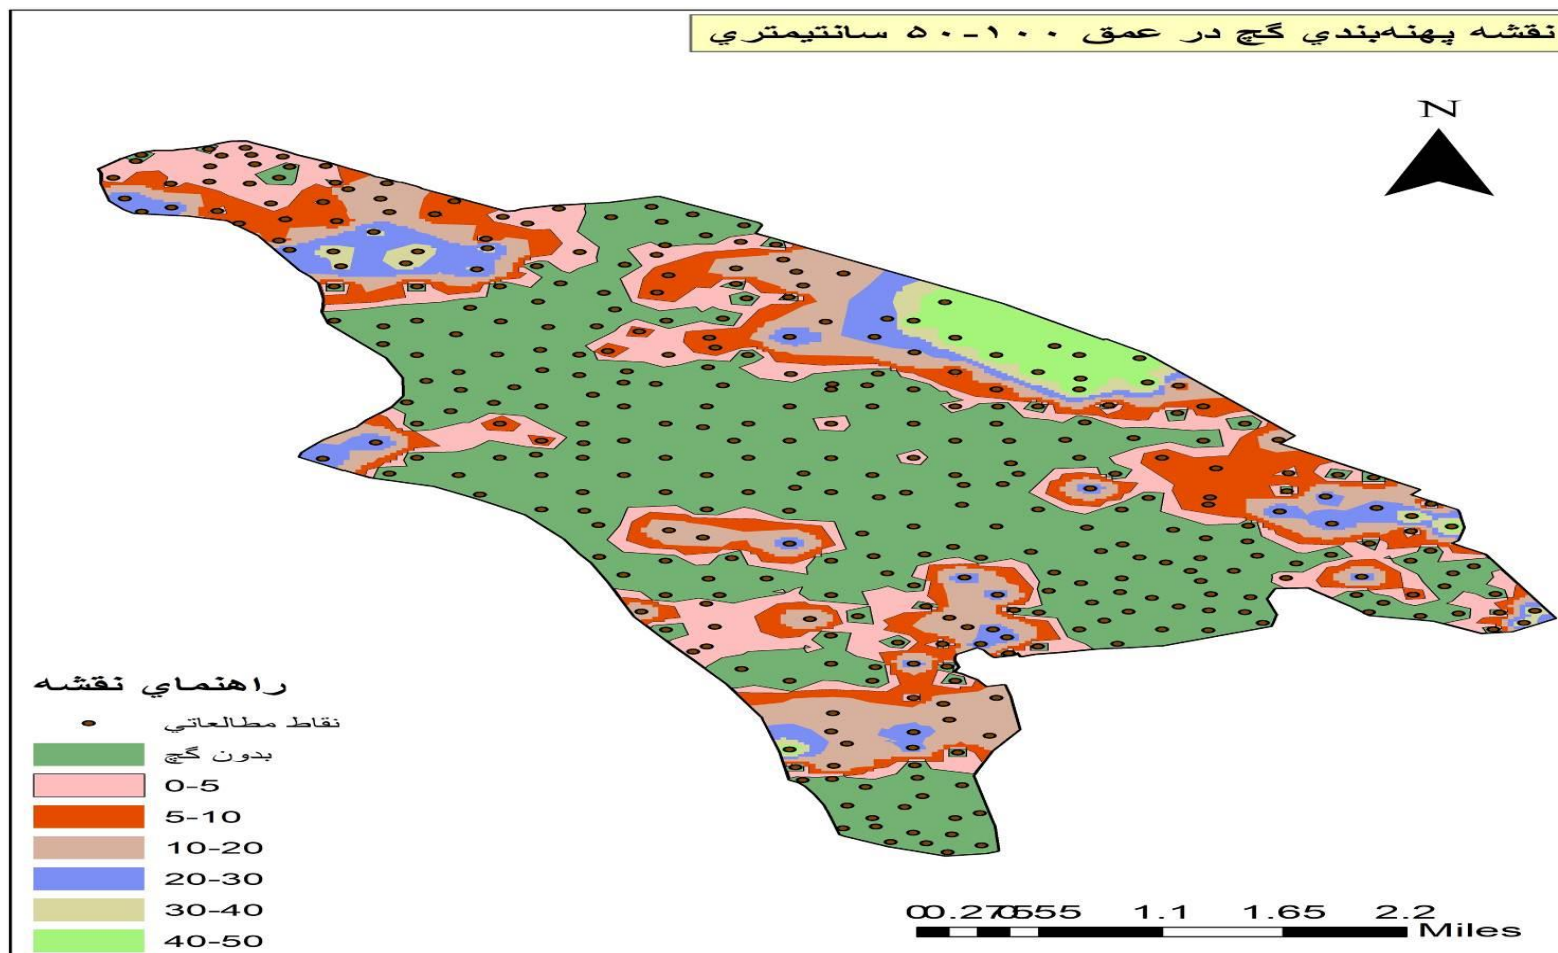 نقشه پهنه‌بندي گچ در عمق ۱۰۰-۵۰ سانتيمتري
N
راهنماي نقشه
نقاط مطالعاتي
بدون گچ
0-5
5-10
10-20
20-30
30-40
40-50
1.1 1.65 2.2
Miles